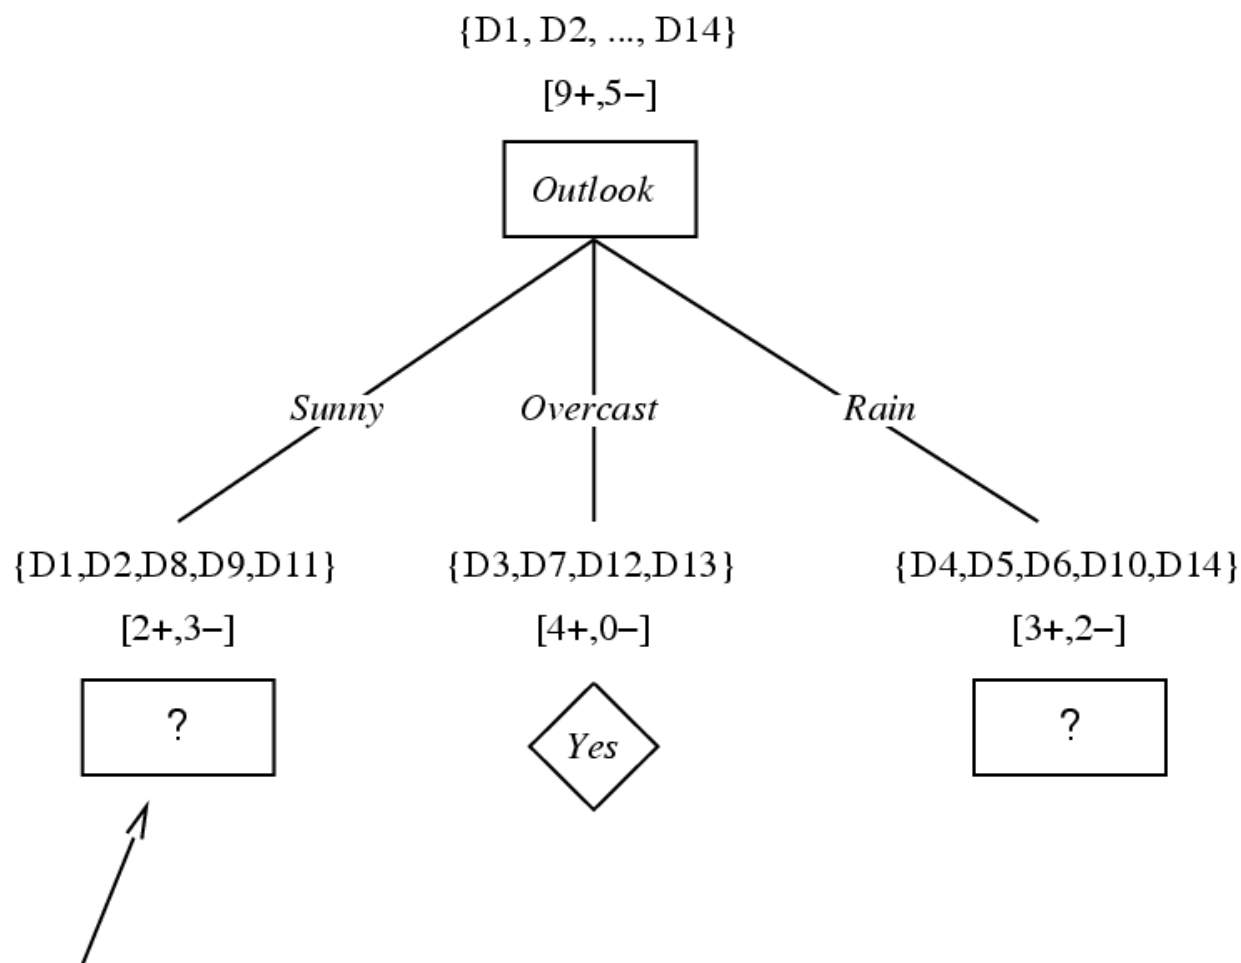 {D1, D2, ..., D14}
[9+,5−]
Outlook
Sunny
Overcast
Rain
{D1,D2,D8,D9,D11}
{D3,D7,D12,D13}
{D4,D5,D6,D10,D14}
[2+,3−]
[4+,0−]
[3+,2−]
?
Yes
?